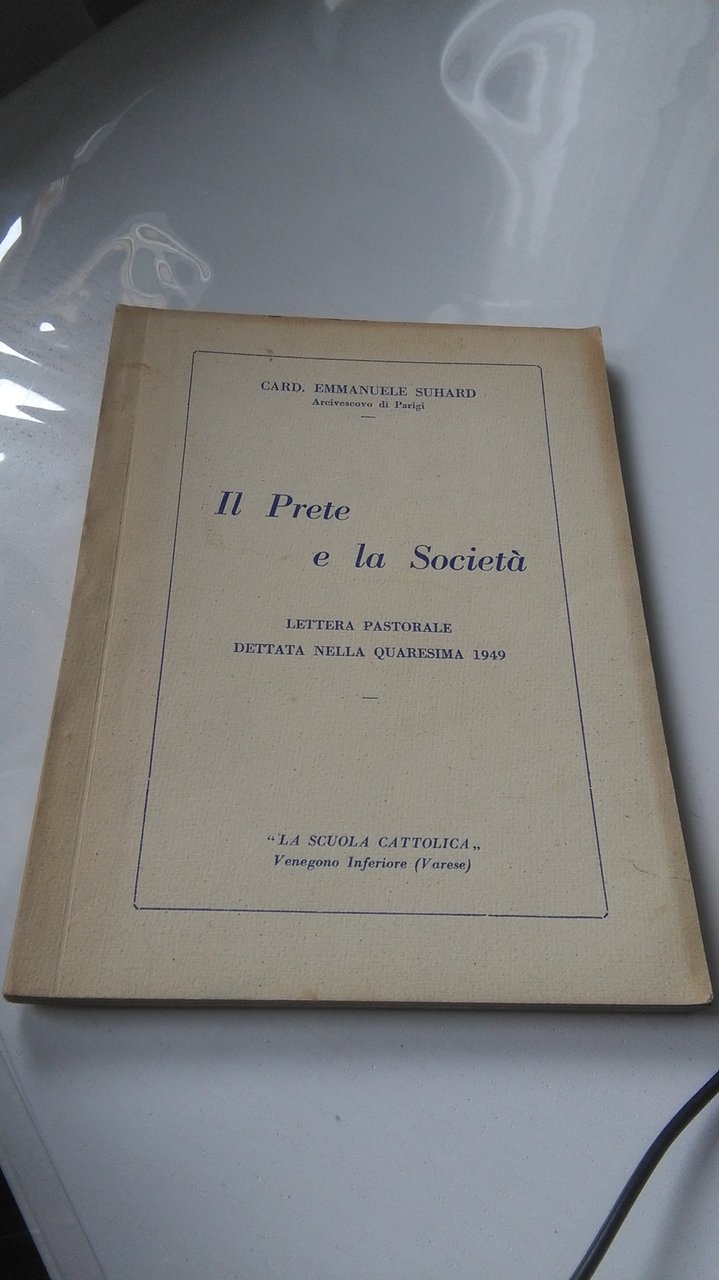 CARD. EMMANUELE SUHARD
Arcivescovo di Parigi
Il Prete
e la Società
LETTERA PASTORALE
DETTATA NELLA QUARESIMA 1949
“LA SCUOLA CATTOLICA„
Venegono Inferiore (Varese)